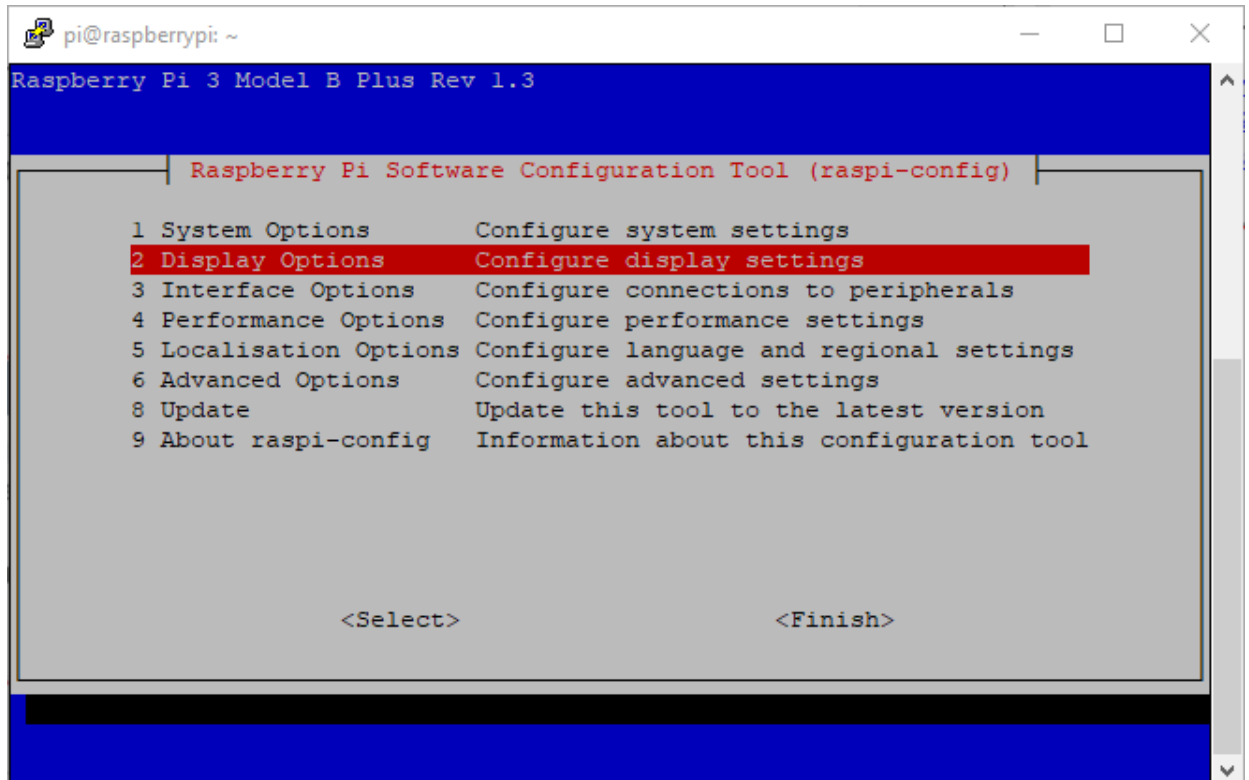 pi@raspberrypi: ~
Raspberry Pi 3 Model B Plus Rev 1.3
Raspberry Pi Software Configuration Tool (raspi-config)
1 System Options Configure system settings
2 Display Options Configure display settings
3 Interface Options Configure connections to peripherals
4 Performance Options Configure performance settings
5 Localisation Options Configure language and regional settings
6 Advanced Options Configure advanced settings
8 Update Update this tool to the latest version
9 About raspi-config Information about this configuration tool
<Select> <Finish>